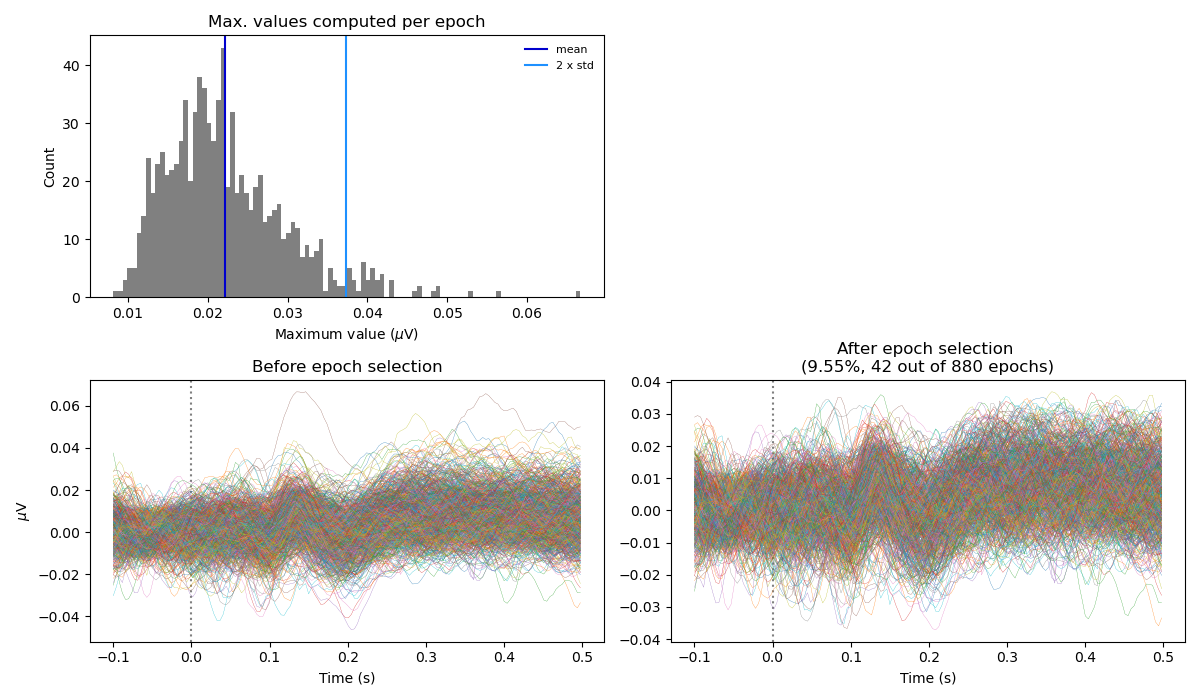 Max. values computed per epoch
mean
2 x std
Count
40
30
20
10
0
0.01 0.02 0.03 0.04 0.05 0.06
Maximum value (μV)
Before epoch selection
μV
0.06
0.04
0.02
0.00
−0.02
−0.04
−0.1 0.0 0.1 0.2 0.3 0.4 0.5
Time (s)
After epoch selection
(9.55%, 42 out of 880 epochs)
0.04
0.03
0.02
0.01
0.00
−0.01
−0.02
−0.03
−0.04
−0.1 0.0 0.1 0.2 0.3 0.4 0.5
Time (s)